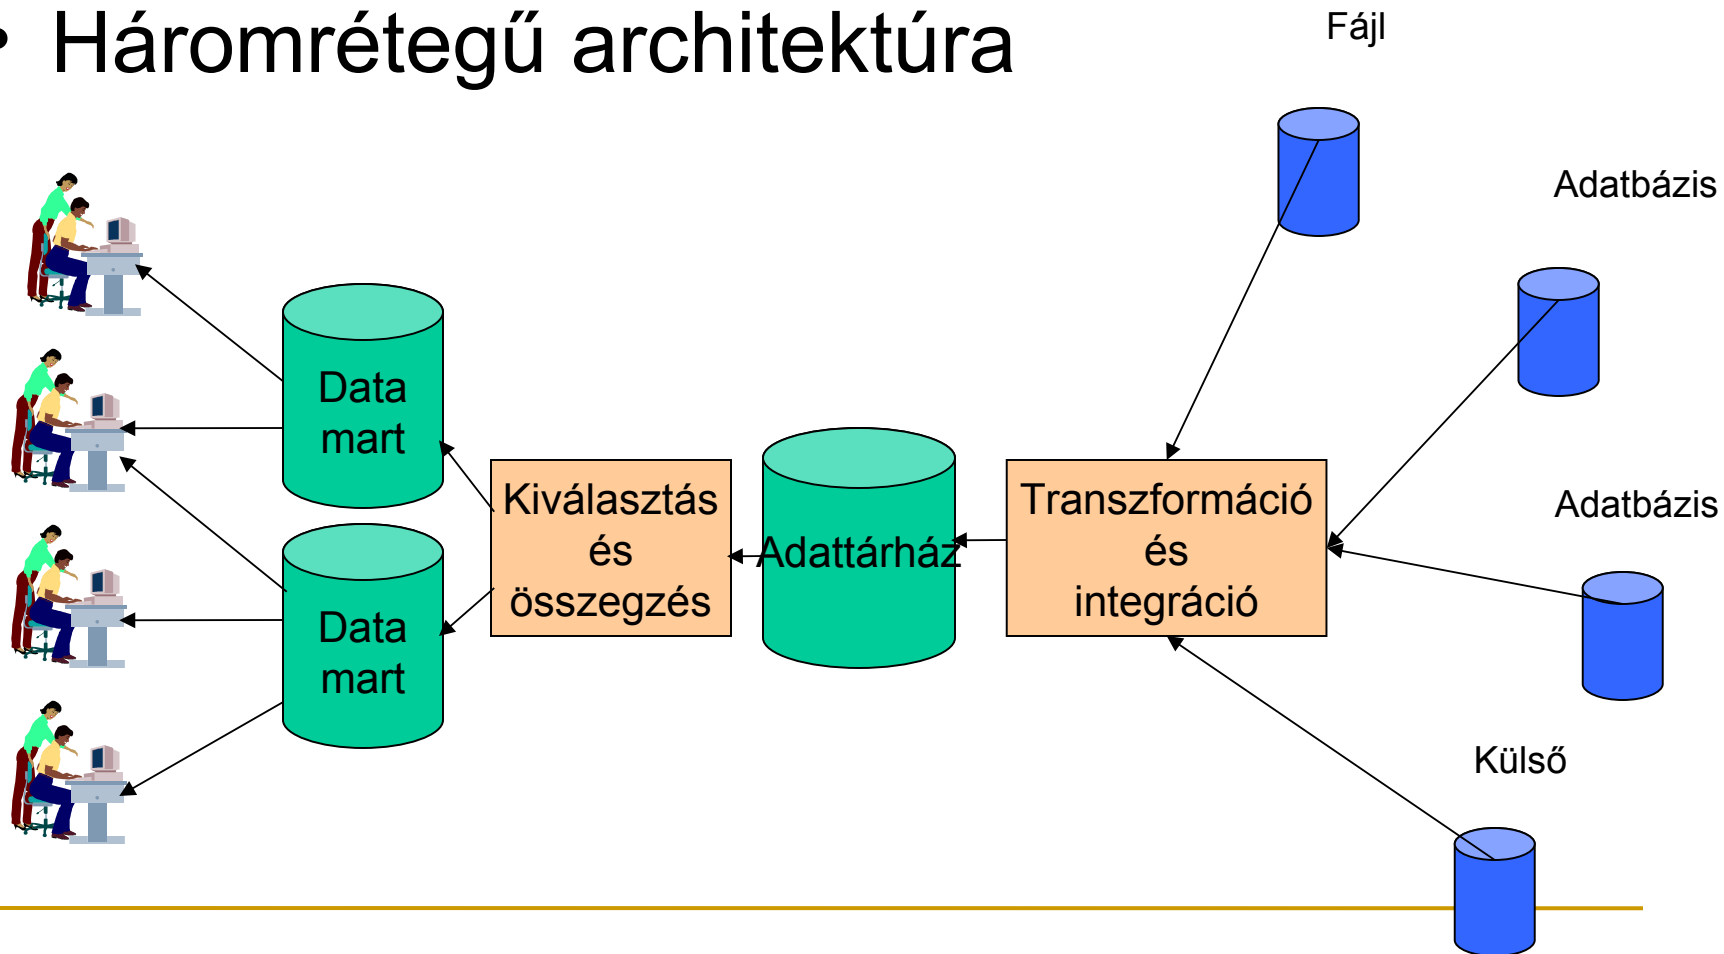 • Háromrétegű architektúra
Fájl
Adatbázis
Data
mart
Kiválasztás
és
összegzés
Adattárház
Transzformáció
és
integráció
Adatbázis
Data
mart
Külső